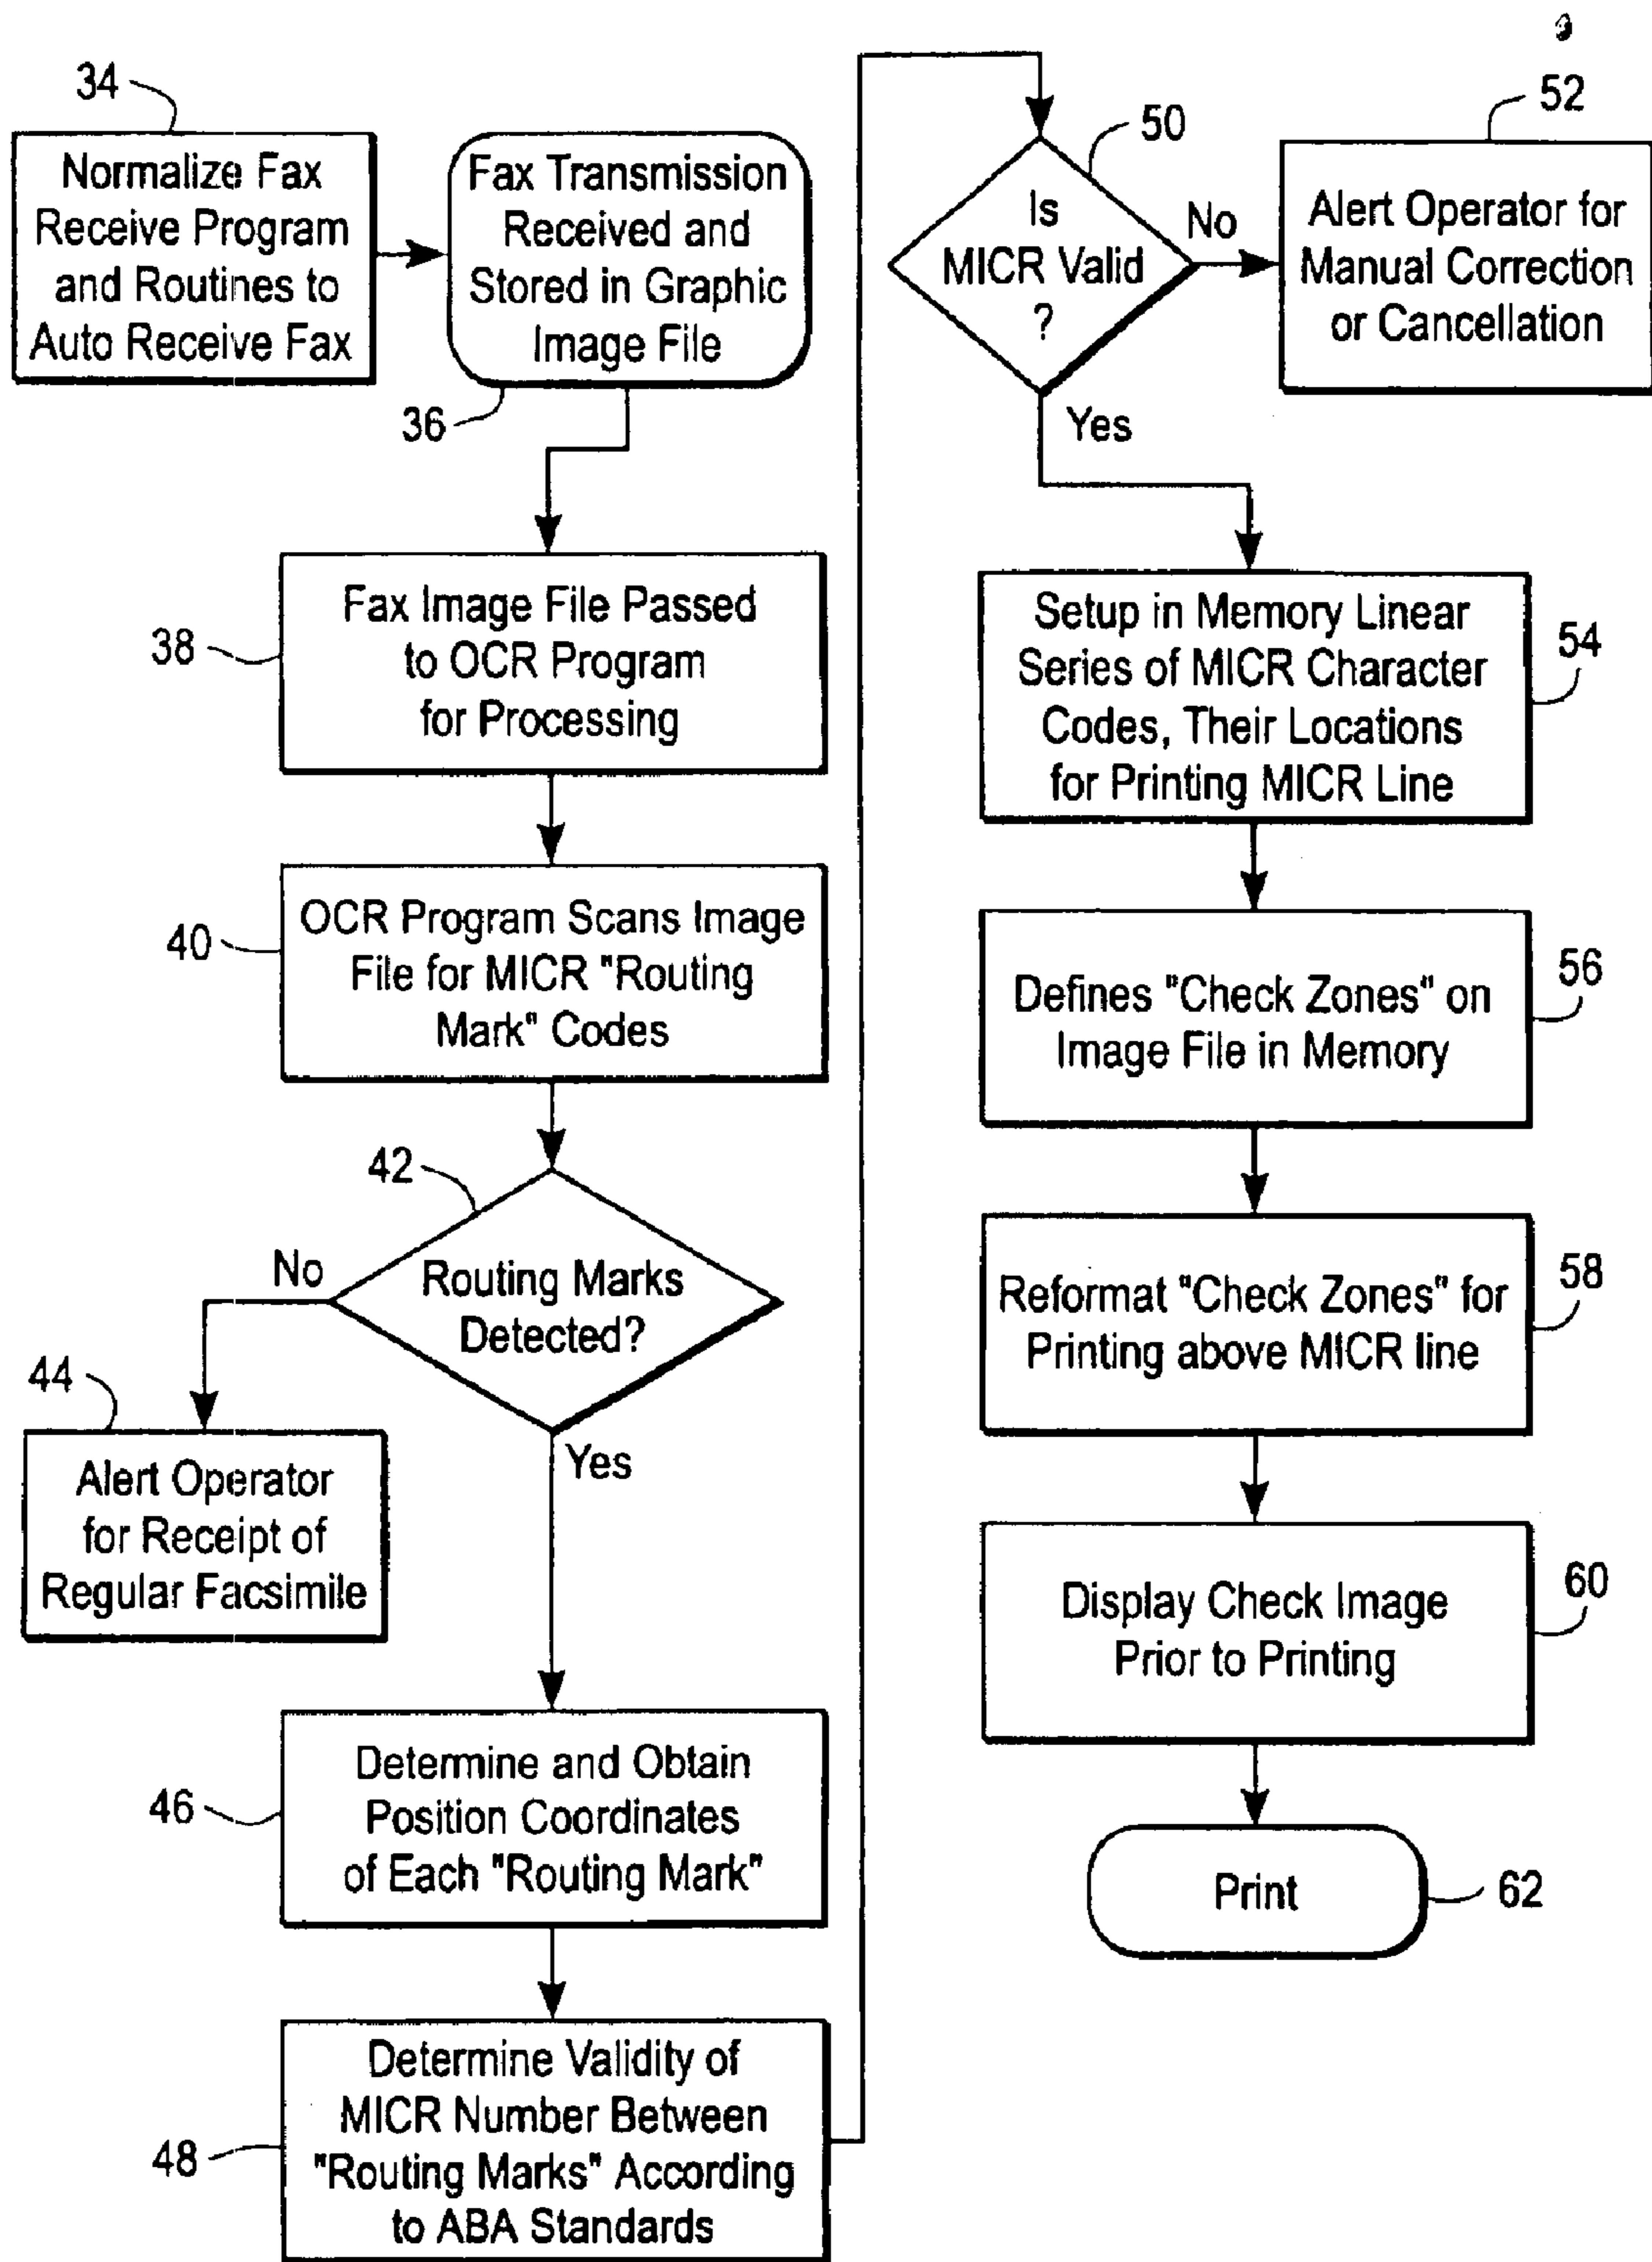 34
Normalize Fax
Receive Program
and Routines to
Auto Receive Fax
Fax Transmission
Received and
Stored in Graphic
Image File
36
38
Fax Image File Passed
to OCR Program
for Processing
40
OCR Program Scans Image
File for MICR "Routing
Mark" Codes
42
Routing Marks
Detected?
No
44
Alert Operator
for Receipt of
Regular Facsimile
Yes
46
Determine and Obtain
Position Coordinates
of Each "Routing Mark"
48
Determine Validity of
MICR Number Between
"Routing Marks" According
to ABA Standards
50
Is
MICR Valid
?
No
52
Alert Operator for
Manual Correction
or Cancellation
Yes
Setup in Memory Linear
Series of MICR Character
Codes, Their Locations
for Printing MICR Line
54
Defines "Check Zones" on
Image File in Memory
56
Reformat "Check Zones" for
Printing above MICR line
58
Display Check Image
Prior to Printing
60
Print
62